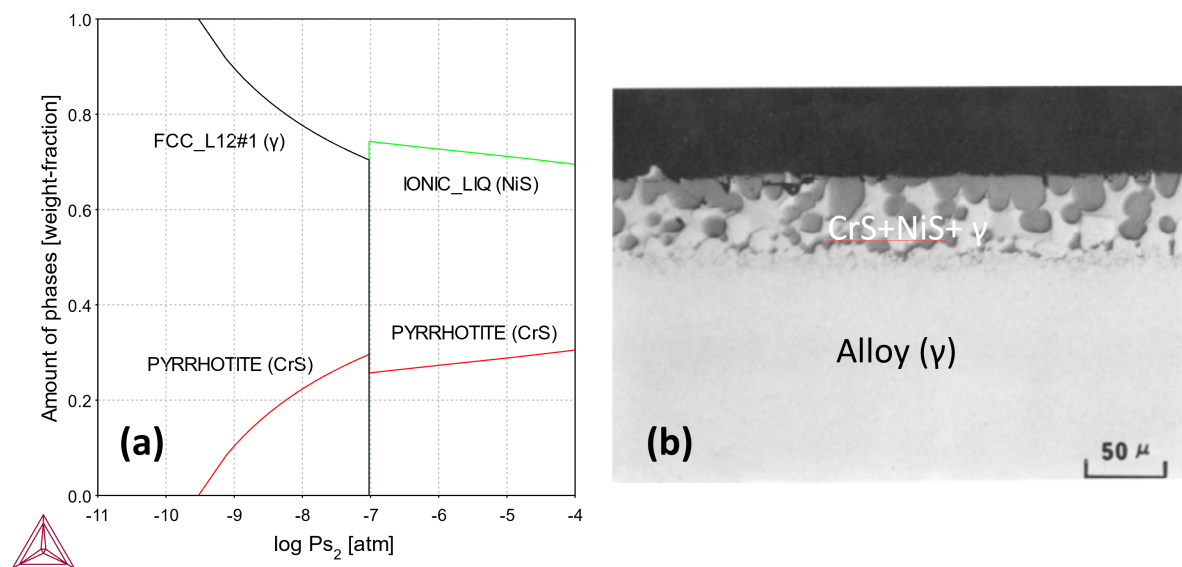 Amount of phases [weight-fraction]
1.0
0.8
0.6
0.4
0.2
0.0
FCC_L12#1 (γ)
IONIC_LIQ (NiS)
PYRRHOTITE (CrS)
PYRRHOTITE (CrS)
(a)
-11 -10 -9 -8 -7 -6 -5 -4
log Ps2 [atm]
CrS+NiS+ γ
Alloy (γ)
(b)
50 μ